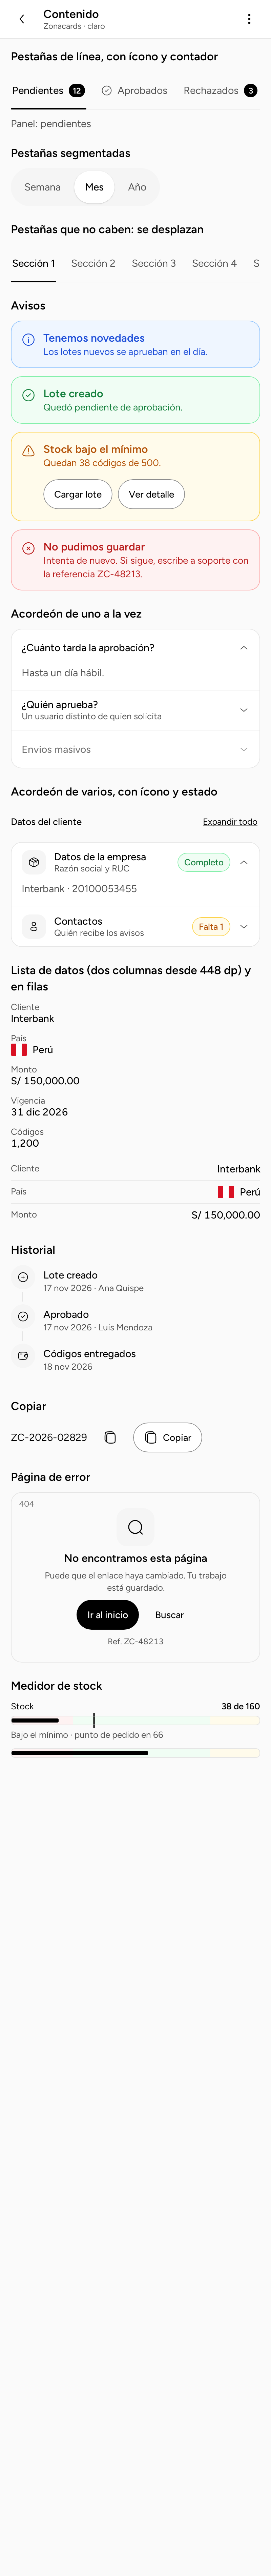 Contenido
Zonacards · claro
Pestañas de línea, con ícono y contador
Pendientes 12 Aprobados Rechazados 3
Panel: pendientes
Pestañas segmentadas
Semana Mes Año
Pestañas que no caben: se desplazan
Sección 1 Sección 2 Sección 3 Sección 4 S
Avisos
Tenemos novedades
Los lotes nuevos se aprueban en el día.
Lote creado
Quedó pendiente de aprobación.
Stock bajo el mínimo
Quedan 38 códigos de 500.
Cargar lote Ver detalle
No pudimos guardar
Intenta de nuevo. Si sigue, escribe a soporte con
la referencia ZC-48213.
Acordeón de uno a la vez
¿Cuánto tarda la aprobación?
Hasta un día hábil.
¿Quién aprueba?
Un usuario distinto de quien solicita
Envíos masivos
Acordeón de varios, con ícono y estado
Datos del cliente Expandir todo
Datos de la empresa
Razón social y RUC
Completo
Interbank · 20100053455
Contactos
Quién recibe los avisos
Falta 1
Lista de datos (dos columnas desde 448 dp) y
en filas
Cliente
Interbank
País
Perú
Monto
S/ 150,000.00
Vigencia
31 dic 2026
Códigos
1,200
Cliente Interbank
País Perú
Monto S/ 150,000.00
Historial
Lote creado
17 nov 2026 · Ana Quispe
Aprobado
17 nov 2026 · Luis Mendoza
Códigos entregados
18 nov 2026
Copiar
ZC-2026-02829 Copiar
Página de error
404
No encontramos esta página
Puede que el enlace haya cambiado. Tu trabajo
está guardado.
Ir al inicio Buscar
Ref. ZC-48213
Medidor de stock
Stock 38 de 160
Bajo el mínimo · punto de pedido en 66